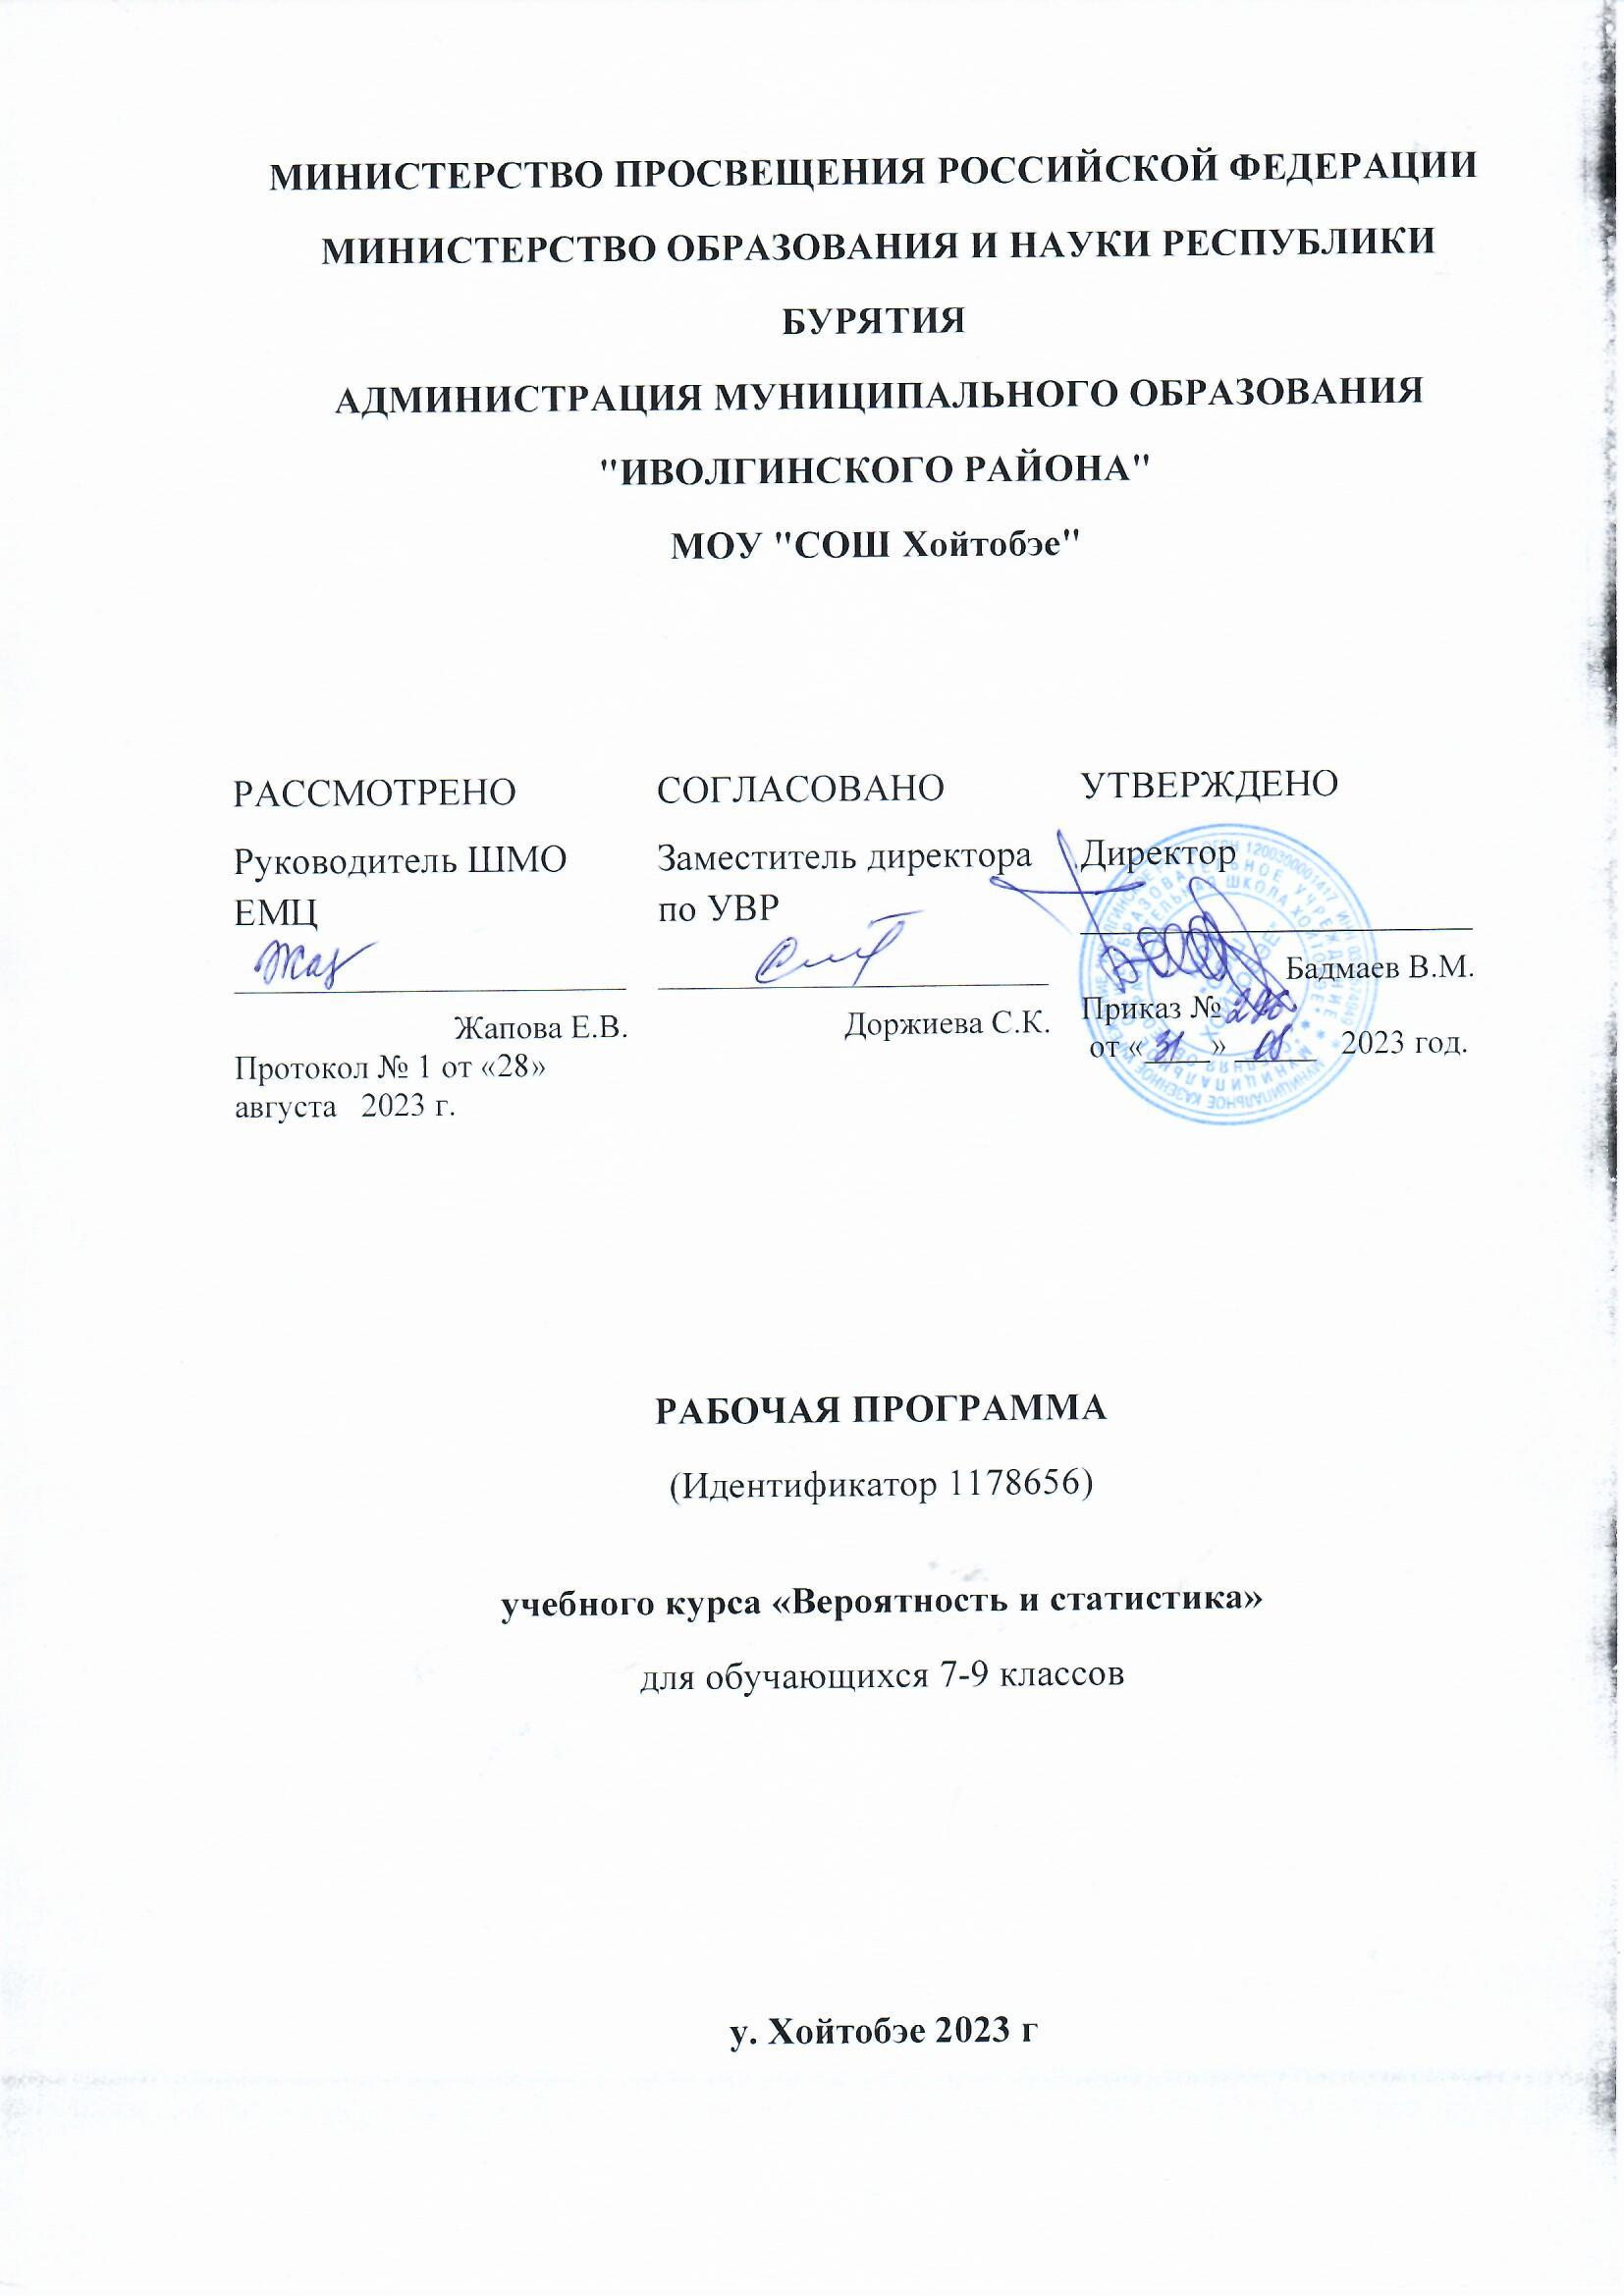 МИНИСТЕРСТВО ПРОСВЕЩЕНИЯ РОССИЙСКОЙ ФЕДЕРАЦИИ
МИНИСТЕРСТВО ОБРАЗОВАНИЯ И НАУКИ РЕСПУБЛИКИ
БУРЯТИЯ
АДМИНИСТРАЦИЯ МУНИЦИПАЛЬНОГО ОБРАЗОВАНИЯ
"ИВОЛГИНСКОГО РАЙОНА"
МОУ "СОШ Хойтобэе"
РАССМОТРЕНО
Руководитель ШМО
ЕМЦ
Жапова Е.В.
Протокол № 1 от «28»
августа 2023 г.
СОГЛАСОВАНО
Заместитель директора
по УВР
Доржиева С.К.
УТВЕРЖДЕНО
Директор
Бадмаев В.М.
Приказ №
от «31» 08 2023 год.
РАБОЧАЯ ПРОГРАММА
(Идентификатор 1178656)
учебного курса «Вероятность и статистика»
для обучающихся 7-9 классов
у. Хойтобэе 2023 г